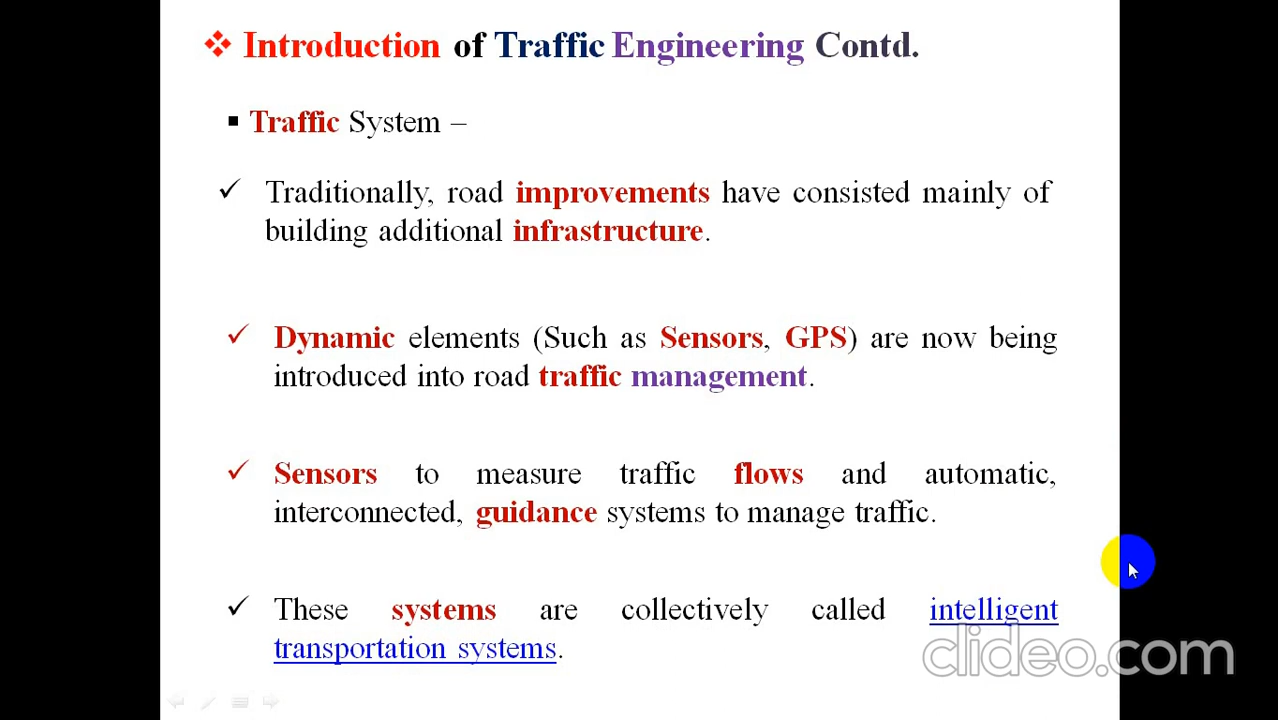 Introduction of Traffic Engineering Contd.
Traffic System –
Traditionally, road improvements have consisted mainly of
building additional infrastructure.
Dynamic elements (Such as Sensors, GPS) are now being
introduced into road traffic management.
Sensors to measure traffic flows and automatic,
interconnected, guidance systems to manage traffic.
These systems are collectively called intelligent
transportation systems.
clideo.com